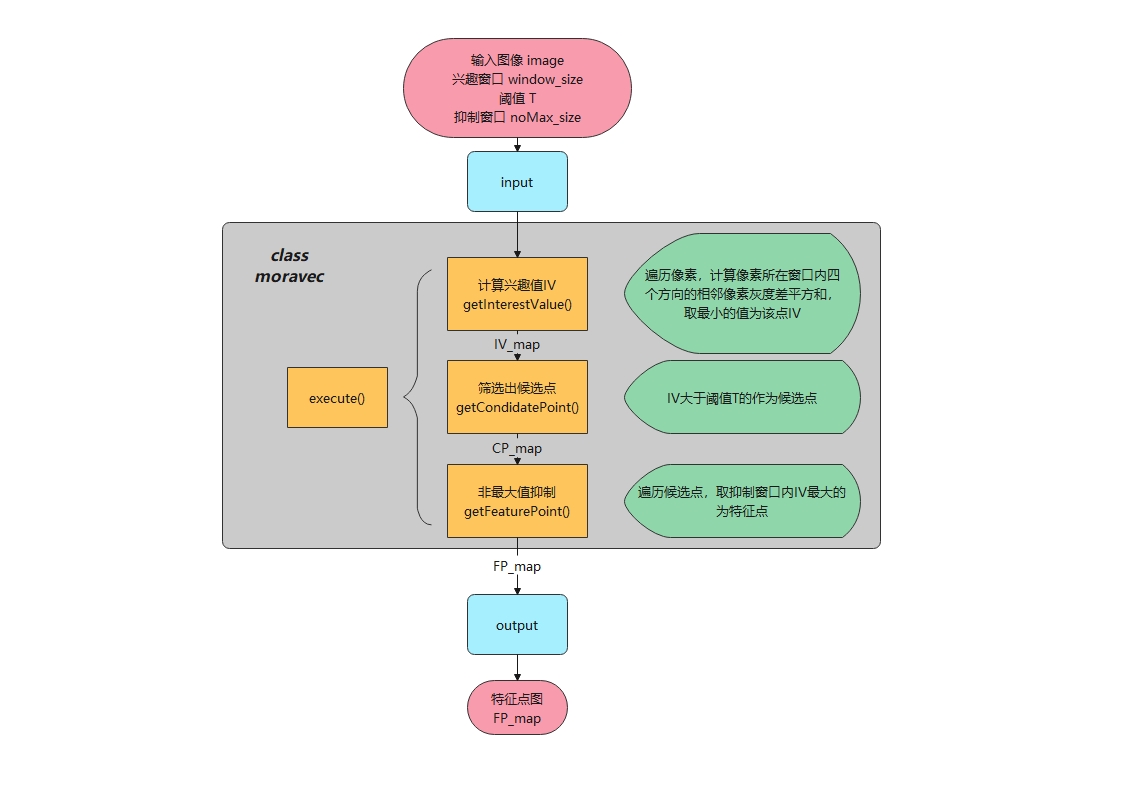 输入图像 image
兴趣窗口 window_size
阈值 T
抑制窗口 noMax_size
input
class
moravec
计算兴趣值IV
getInterestValue()
遍历像素，计算像素所在窗口内四
个方向的相邻像素灰度差平方和，
取最小的值为该点IV
IV_map
execute()
筛选出候选点
getCondidatePoint()
IV大于阈值T的作为候选点
CP_map
非最大值抑制
getFeaturePoint()
遍历候选点，取抑制窗口内IV最大的
为特征点
FP_map
output
特征点图
FP_map